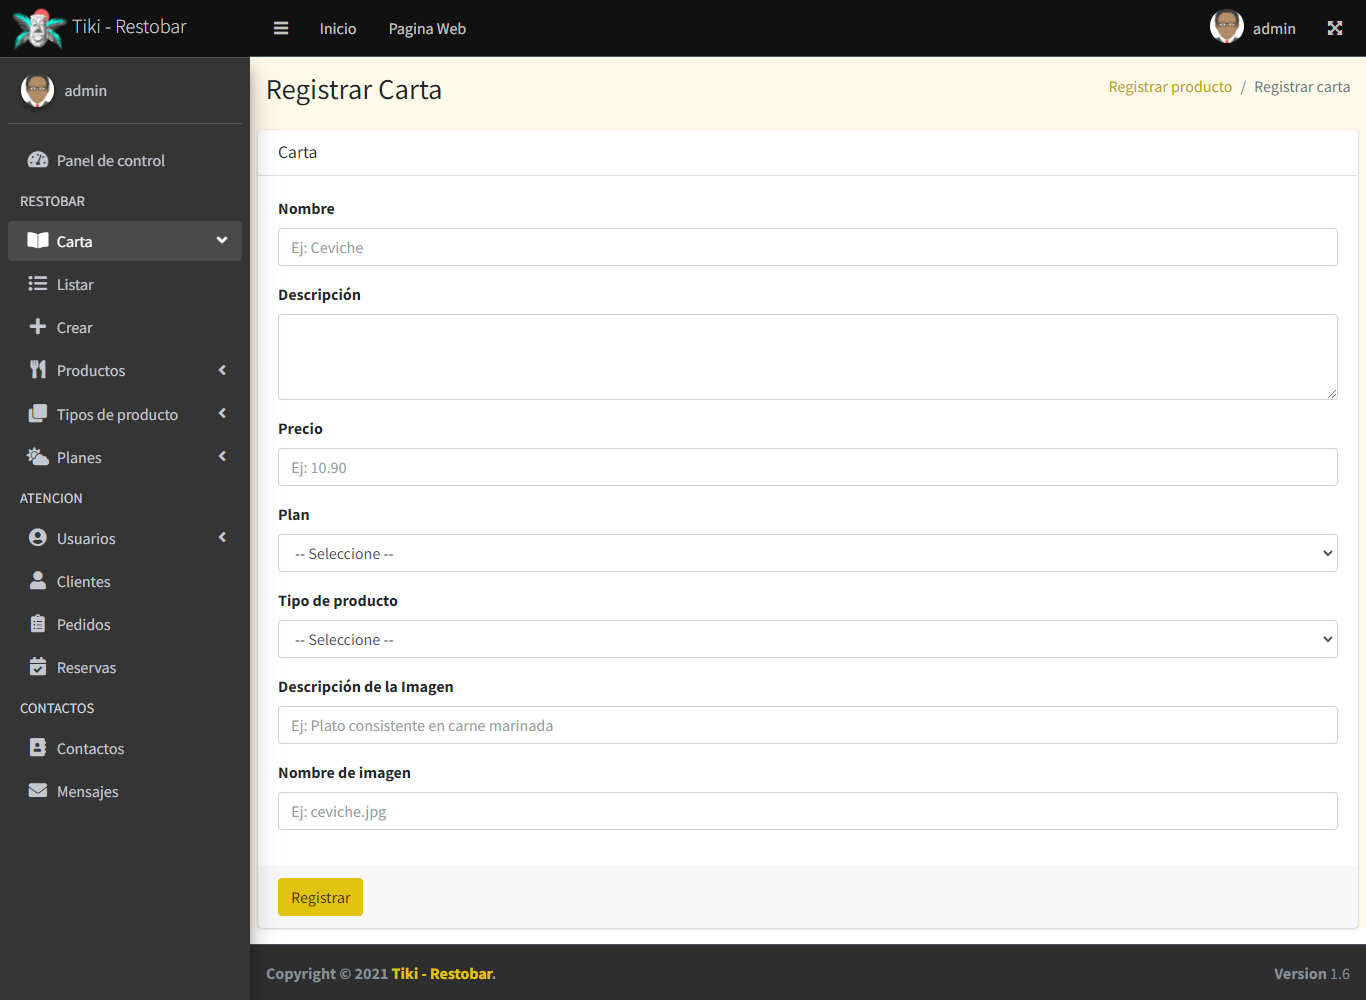 Tiki - Restobar
Inicio
Pagina Web
admin
admin
Panel de control
RESTOBAR
Carta
Listar
Crear
Productos
Tipos de producto
Planes
ATENCION
Usuarios
Clientes
Pedidos
Reservas
CONTACTOS
Contactos
Mensajes
Registrar Carta
Registrar producto / Registrar carta
Carta
Nombre
Ej: Ceviche
Descripción
Precio
Ej: 10.90
Plan
-- Seleccione --
Tipo de producto
-- Seleccione --
Descripción de la Imagen
Ej: Plato consistente en carne marinada
Nombre de imagen
Ej: ceviche.jpg
Registrar
Copyright © 2021 Tiki - Restobar.
Version 1.6